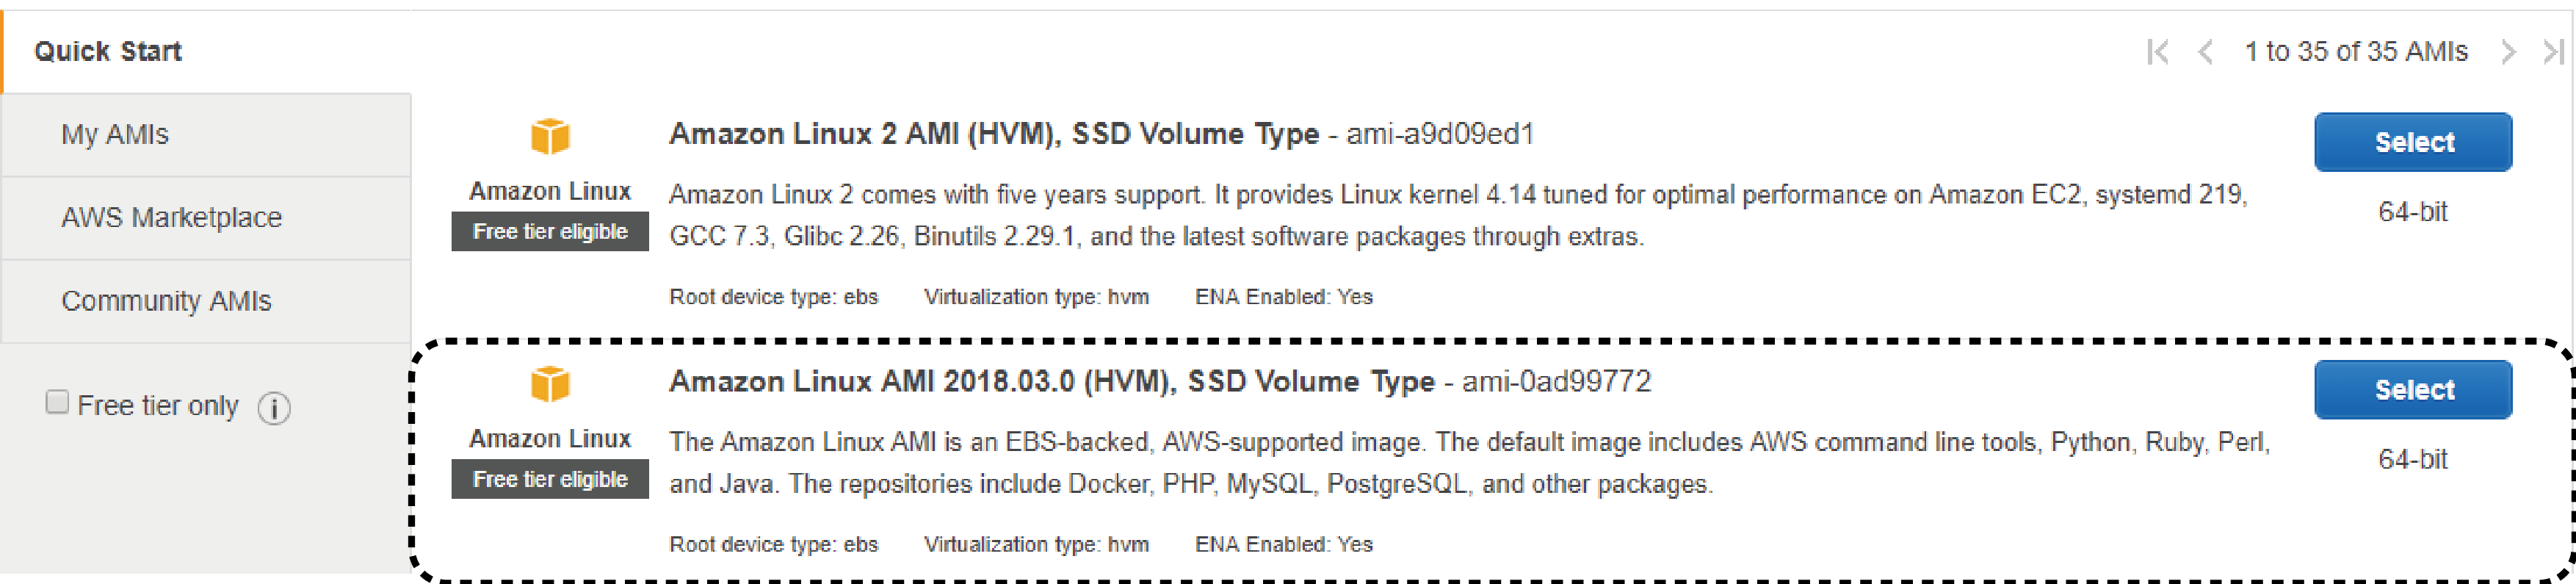 Quick Start
1 to 35 of 35 AMIs
My AMIs
AWS Marketplace
Community AMIs
Free tier only
Amazon Linux
Free tier eligible
Amazon Linux 2 AMI (HVM), SSD Volume Type - ami-a9d09ed1
Amazon Linux 2 comes with five years support. It provides Linux kernel 4.14 tuned for optimal performance on Amazon EC2, systemd 219,
GCC 7.3, Glibc 2.26, Binutils 2.29.1, and the latest software packages through extras.
Root device type: ebs Virtualization type: hvm ENA Enabled: Yes
Select
64-bit
Amazon Linux
Free tier eligible
Amazon Linux AMI 2018.03.0 (HVM), SSD Volume Type - ami-0ad99772
The Amazon Linux AMI is an EBS-backed, AWS-supported image. The default image includes AWS command line tools, Python, Ruby, Perl,
and Java. The repositories include Docker, PHP, MySQL, PostgreSQL, and other packages.
Root device type: ebs Virtualization type: hvm ENA Enabled: Yes
Select
64-bit